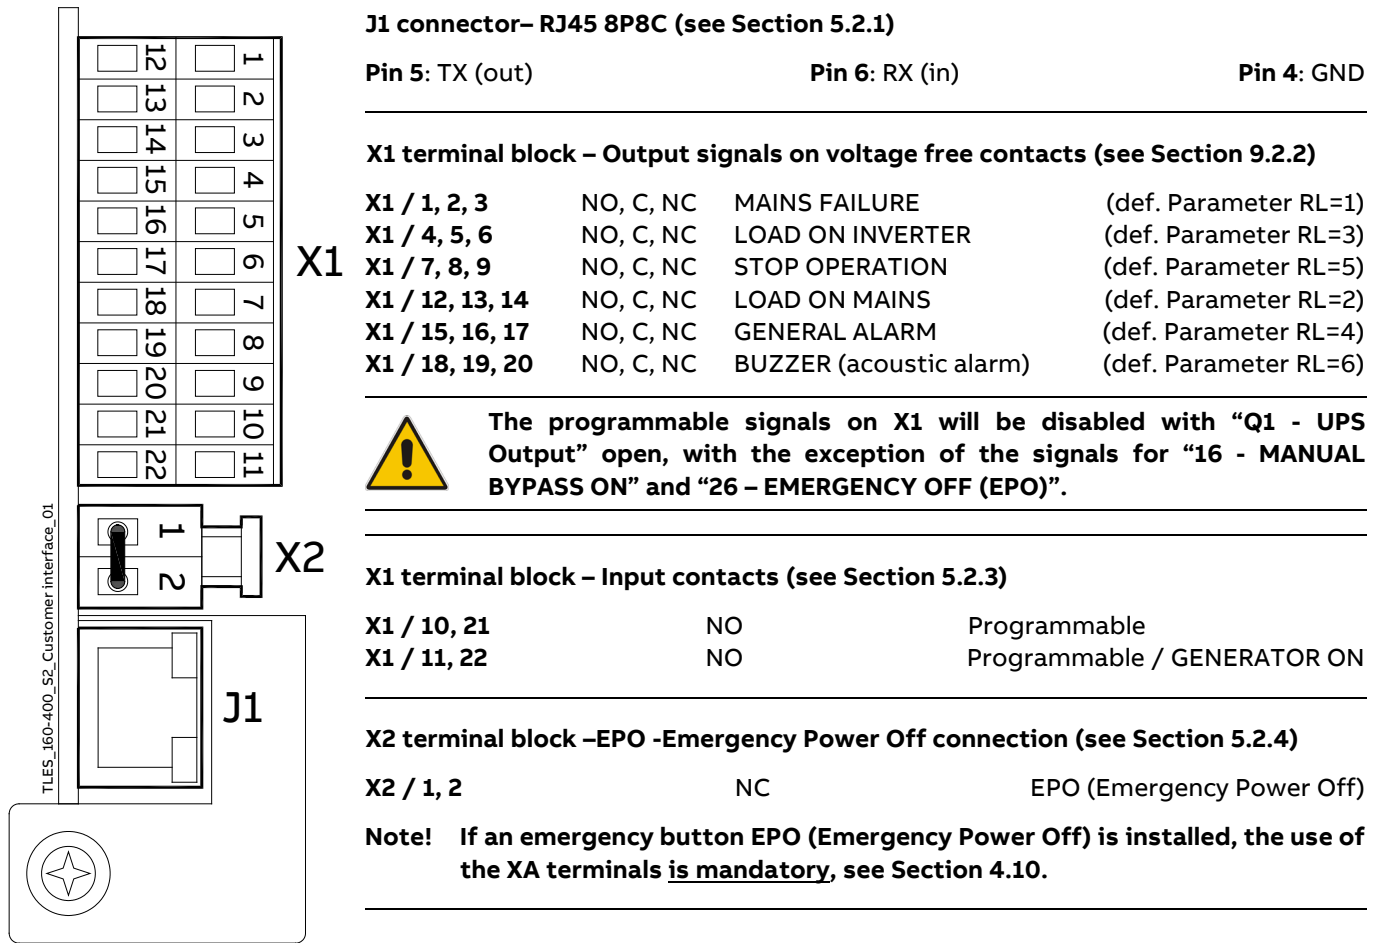 12 1
13 2
14 3
15 4
16 5
17 6
18 7
19 8
20 9
21 10
22 11
X1
1
2
X2
J1
TLES_160-400_S2_Customer interface_01
J1 connector– RJ45 8P8C (see Section 5.2.1)
Pin 5: TX (out) Pin 6: RX (in) Pin 4: GND
X1 terminal block – Output signals on voltage free contacts (see Section 9.2.2)
X1 / 1, 2, 3 NO, C, NC MAINS FAILURE (def. Parameter RL=1)
X1 / 4, 5, 6 NO, C, NC LOAD ON INVERTER (def. Parameter RL=3)
X1 / 7, 8, 9 NO, C, NC STOP OPERATION (def. Parameter RL=5)
X1 / 12, 13, 14 NO, C, NC LOAD ON MAINS (def. Parameter RL=2)
X1 / 15, 16, 17 NO, C, NC GENERAL ALARM (def. Parameter RL=4)
X1 / 18, 19, 20 NO, C, NC BUZZER (acoustic alarm) (def. Parameter RL=6)
The programmable signals on X1 will be disabled with “Q1 - UPS
Output” open, with the exception of the signals for “16 - MANUAL
BYPASS ON” and “26 – EMERGENCY OFF (EPO)”.
X1 terminal block – Input contacts (see Section 5.2.3)
X1 / 10, 21 NO Programmable
X1 / 11, 22 NO Programmable / GENERATOR ON
X2 terminal block –EPO -Emergency Power Off connection (see Section 5.2.4)
X2 / 1, 2 NC EPO (Emergency Power Off)
Note! If an emergency button EPO (Emergency Power Off) is installed, the use of
the XA terminals is mandatory, see Section 4.10.